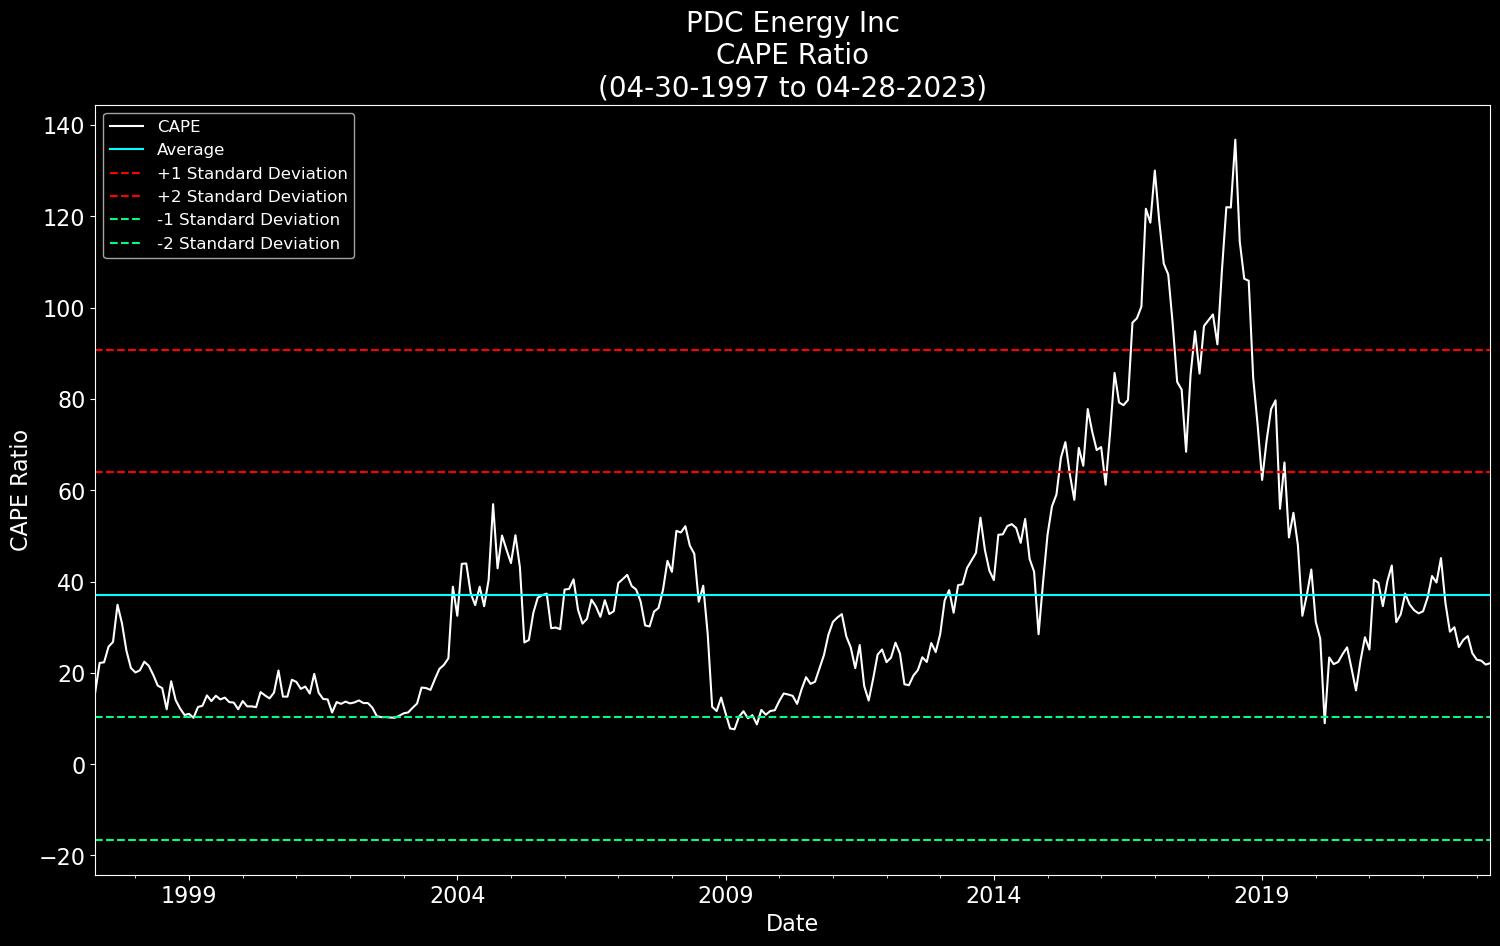 PDC Energy Inc
CAPE Ratio
(04-30-1997 to 04-28-2023)
CAPE
Average
+1 Standard Deviation
+2 Standard Deviation
-1 Standard Deviation
-2 Standard Deviation
CAPE Ratio
140
120
100
80
60
40
20
0
−20
1999 2004 2009 2014 2019
Date